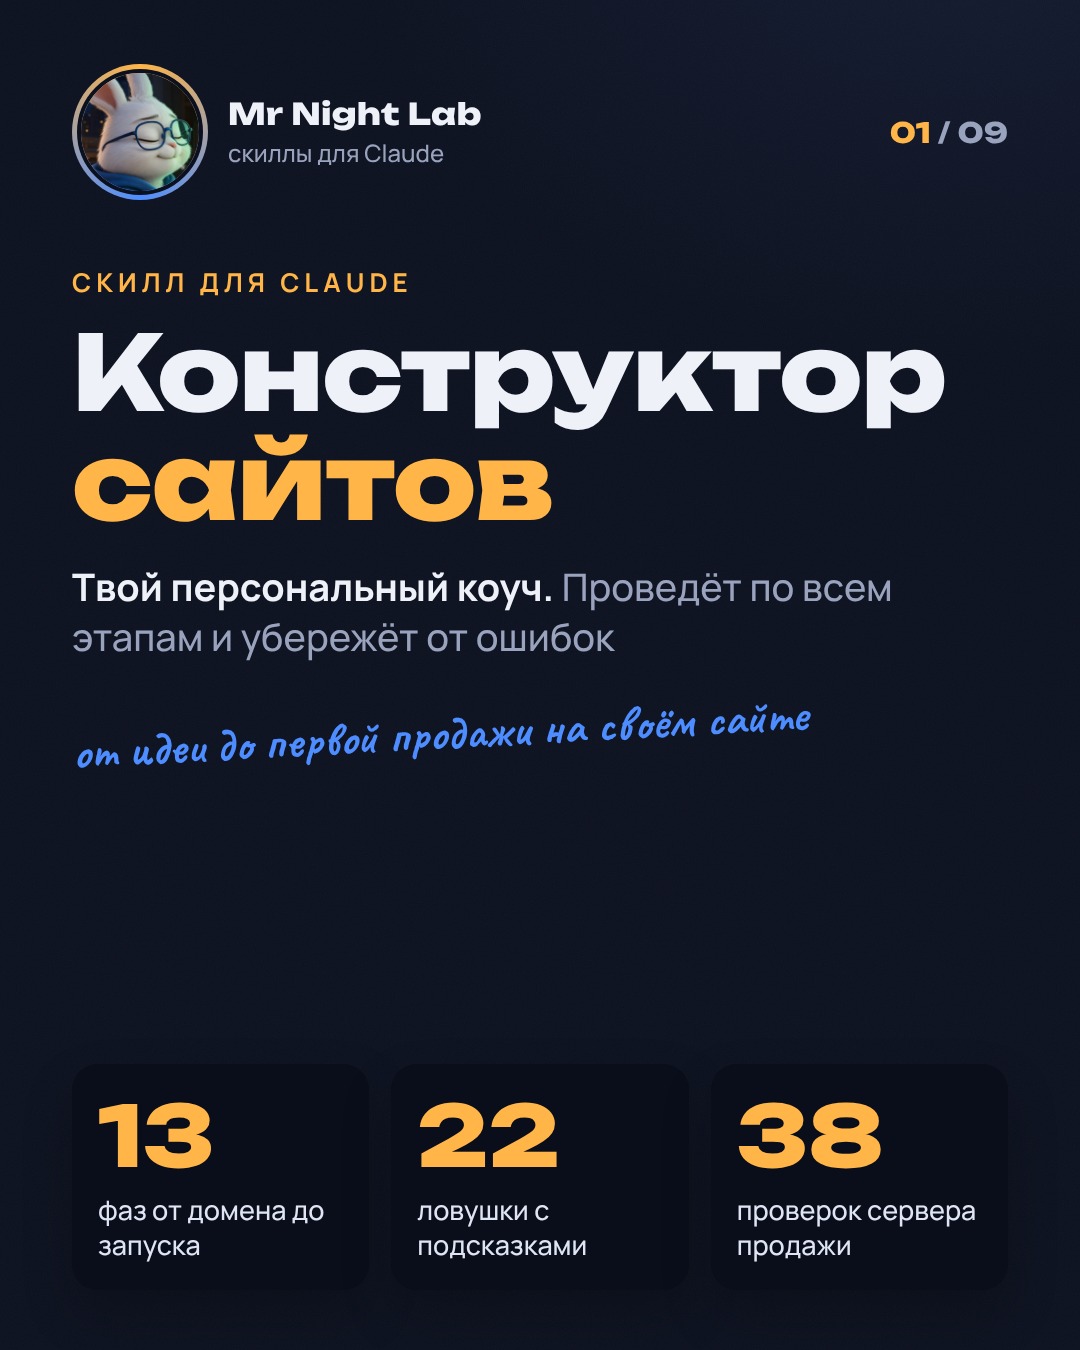 Mr Night Lab
скиллы для Claude
01 / 09
СКИЛЛ ДЛЯ CLAUDE
Конструктор
сайтов
Твой персональный коуч. Проведёт по всем
этапам и убережёт от ошибок
от идеи до первой продажи на своём сайте
13
фаз от домена до
запуска
22
ловушки с
подсказками
38
проверок сервера
продажи